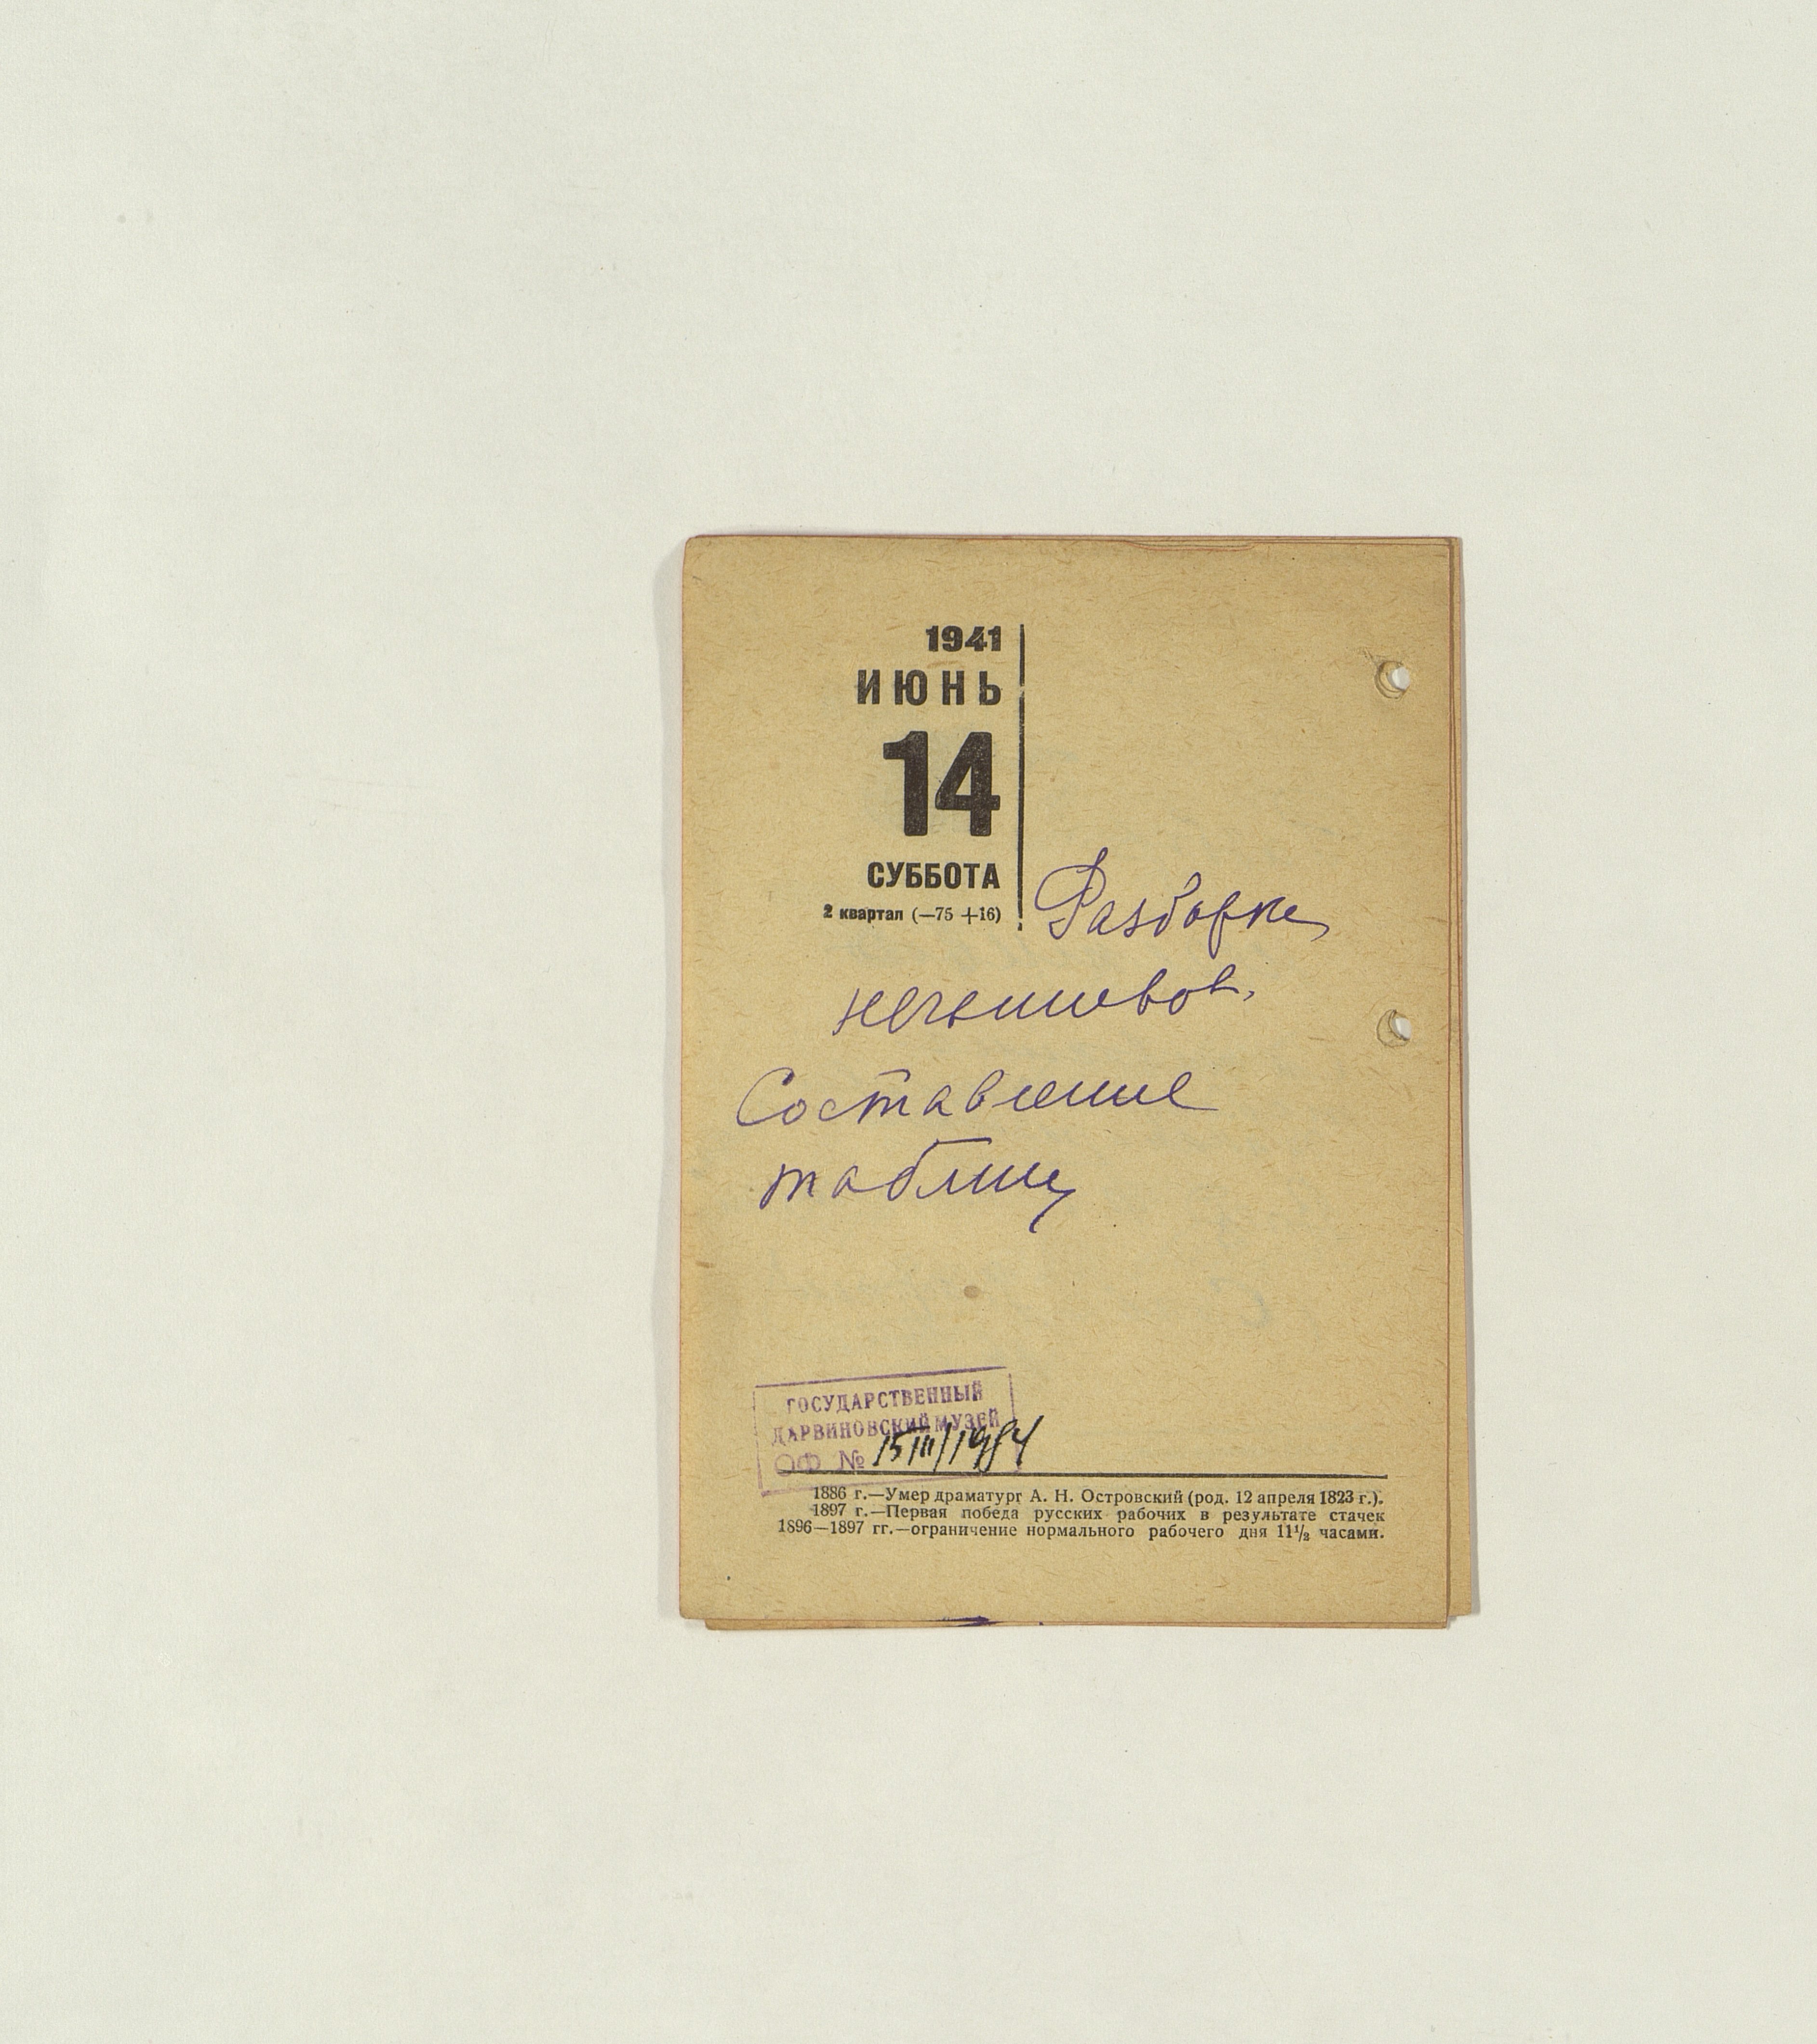 1941
ИЮНЬ
14
СУББОТА
2 квартал (—75 +16)
Разборка
Составление
таблиц
ГОСУДАРСТВЕННЫЙ
ДАРВИНОВСКИЙ МУЗЕЙ
ОФ №
1886 г.—Умер драматург А. Н. Островский (род. 12 апреля 1823 г.).
1897 г.—Первая победа русских рабочих в результате стачек
1896—1897 гг.—ограничение нормального рабочего дня 11½ часами.